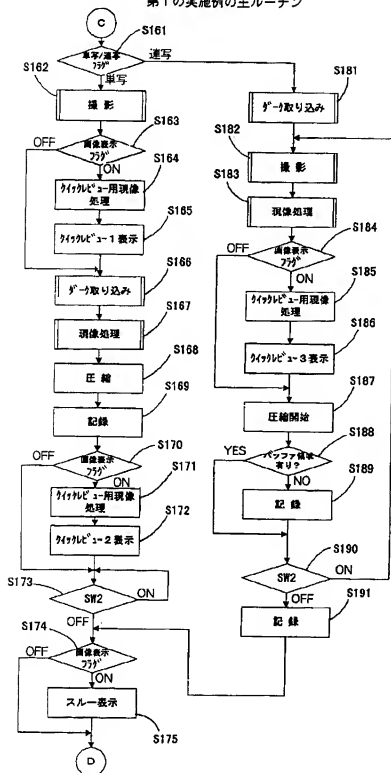 第1の実施例の主ルーチン
C
S161
単写/連写
フラグ
連写
単写
S162
撮 影
S163
画像表示
フラグ
OFF
ON
S164
クイックレビュー用現像
処理
S165
クイックレビュー1表示
S166
ダーク取り込み
S167
現像処理
S168
圧 縮
S169
記録
S170
画像表示
フラグ
OFF
ON
S171
クイックレビュー用現像
処理
S172
クイックレビュー2表示
S173
SW2
ON
OFF
S174
画像表示
フラグ
OFF
ON
スルー表示
S175
D
S181
ダーク取り込み
S182
撮 影
S183
現像処理
S184
画像表示
フラグ
OFF
ON
S185
クイックレビュー用現像
処理
S186
クイックレビュー3表示
S187
圧縮開始
S188
バッファ領域
有り?
YES
NO
S189
記 録
S190
SW2
ON
OFF
S191
記 録